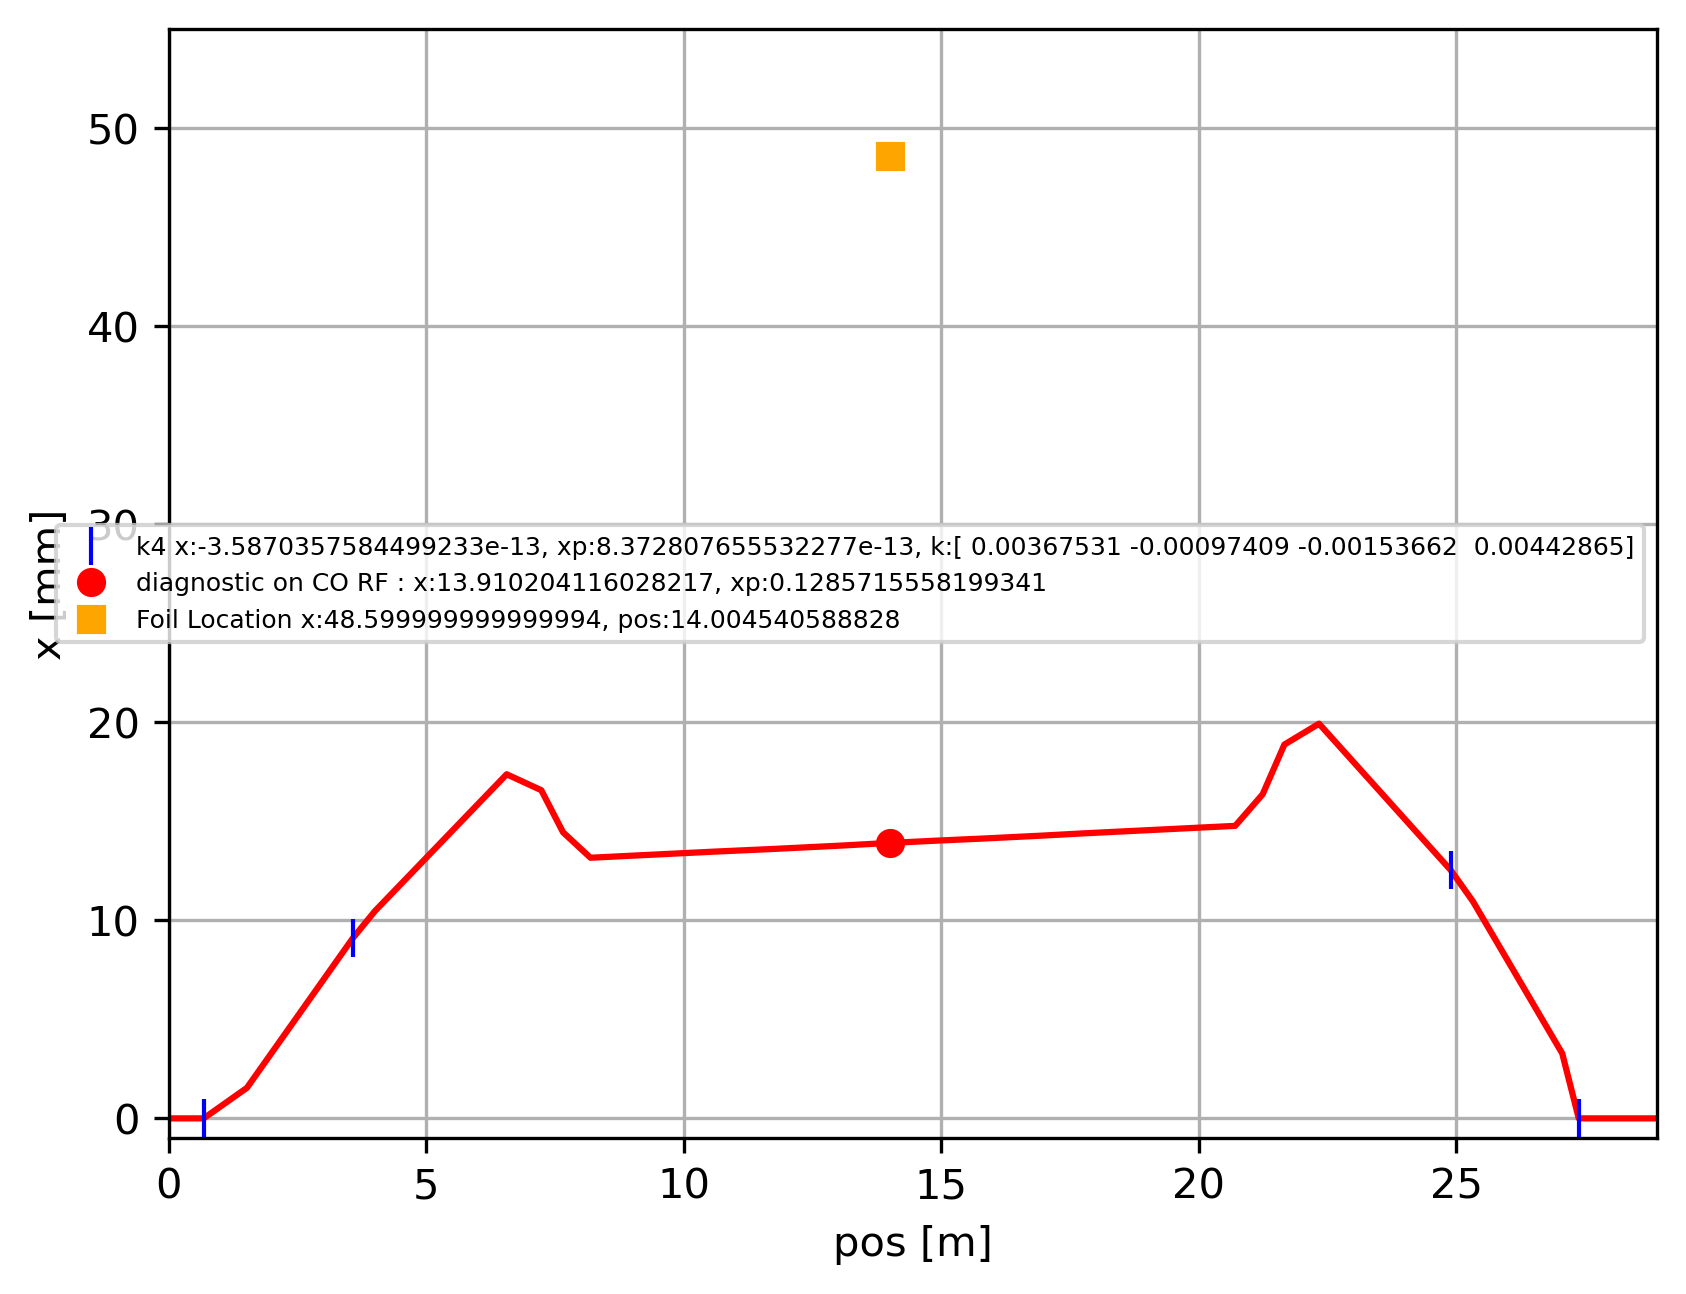 50
40
30
k4 x:-3.5870357584499233e-13, xp:8.372807655532277e-13, k:[ 0.00367531 -0.00097409 -0.00153662  0.00442865]
diagnostic on CO RF : x:13.910204116028217, xp:0.1285715558199341
Foil Location x:48.599999999999994, pos:14.004540588828
x [mm]
20
10
0
0 5 10 15 20 25
pos [m]